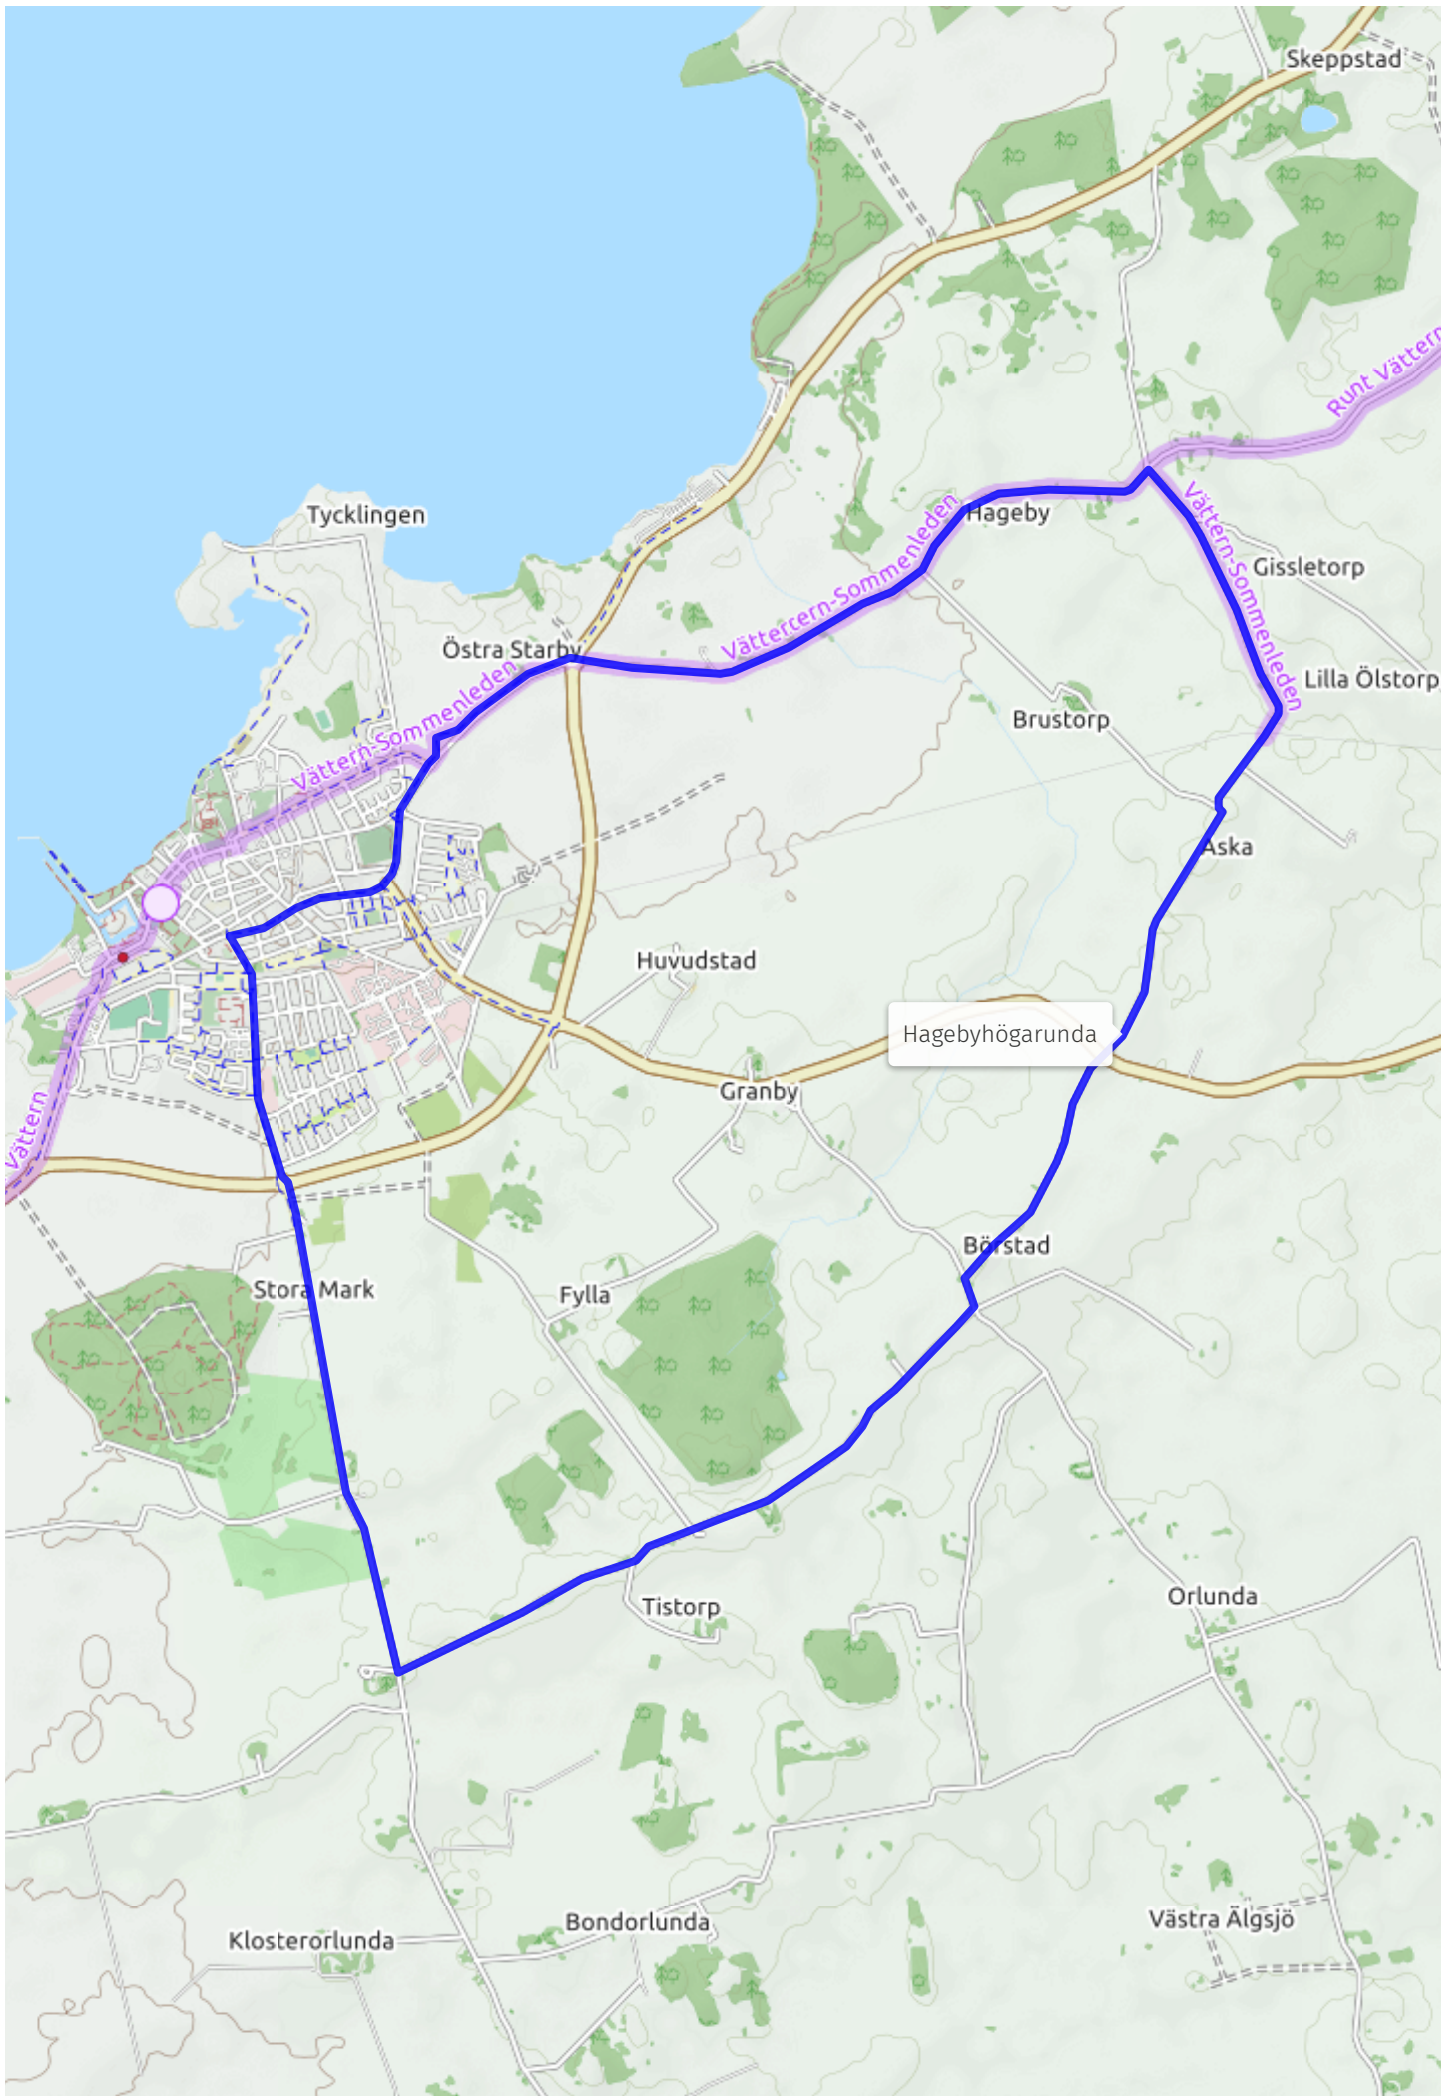 Skeppstad
Runt Vättern
Tycklingen
Hageby
Vättern-Sommenleden
Gissletorp
Vättercern-Sommenleden
Östra Starby
Lilla Ölstorp
Vättern-Sommenleden
Brustorp
Aska
Huvudstad
Hagebyhögarunda
Granby
Vättern
Börstad
Stora Mark
Fylla
Orlunda
Tistorp
Västra Älgsjö
Bondorlunda
Klosterorlunda